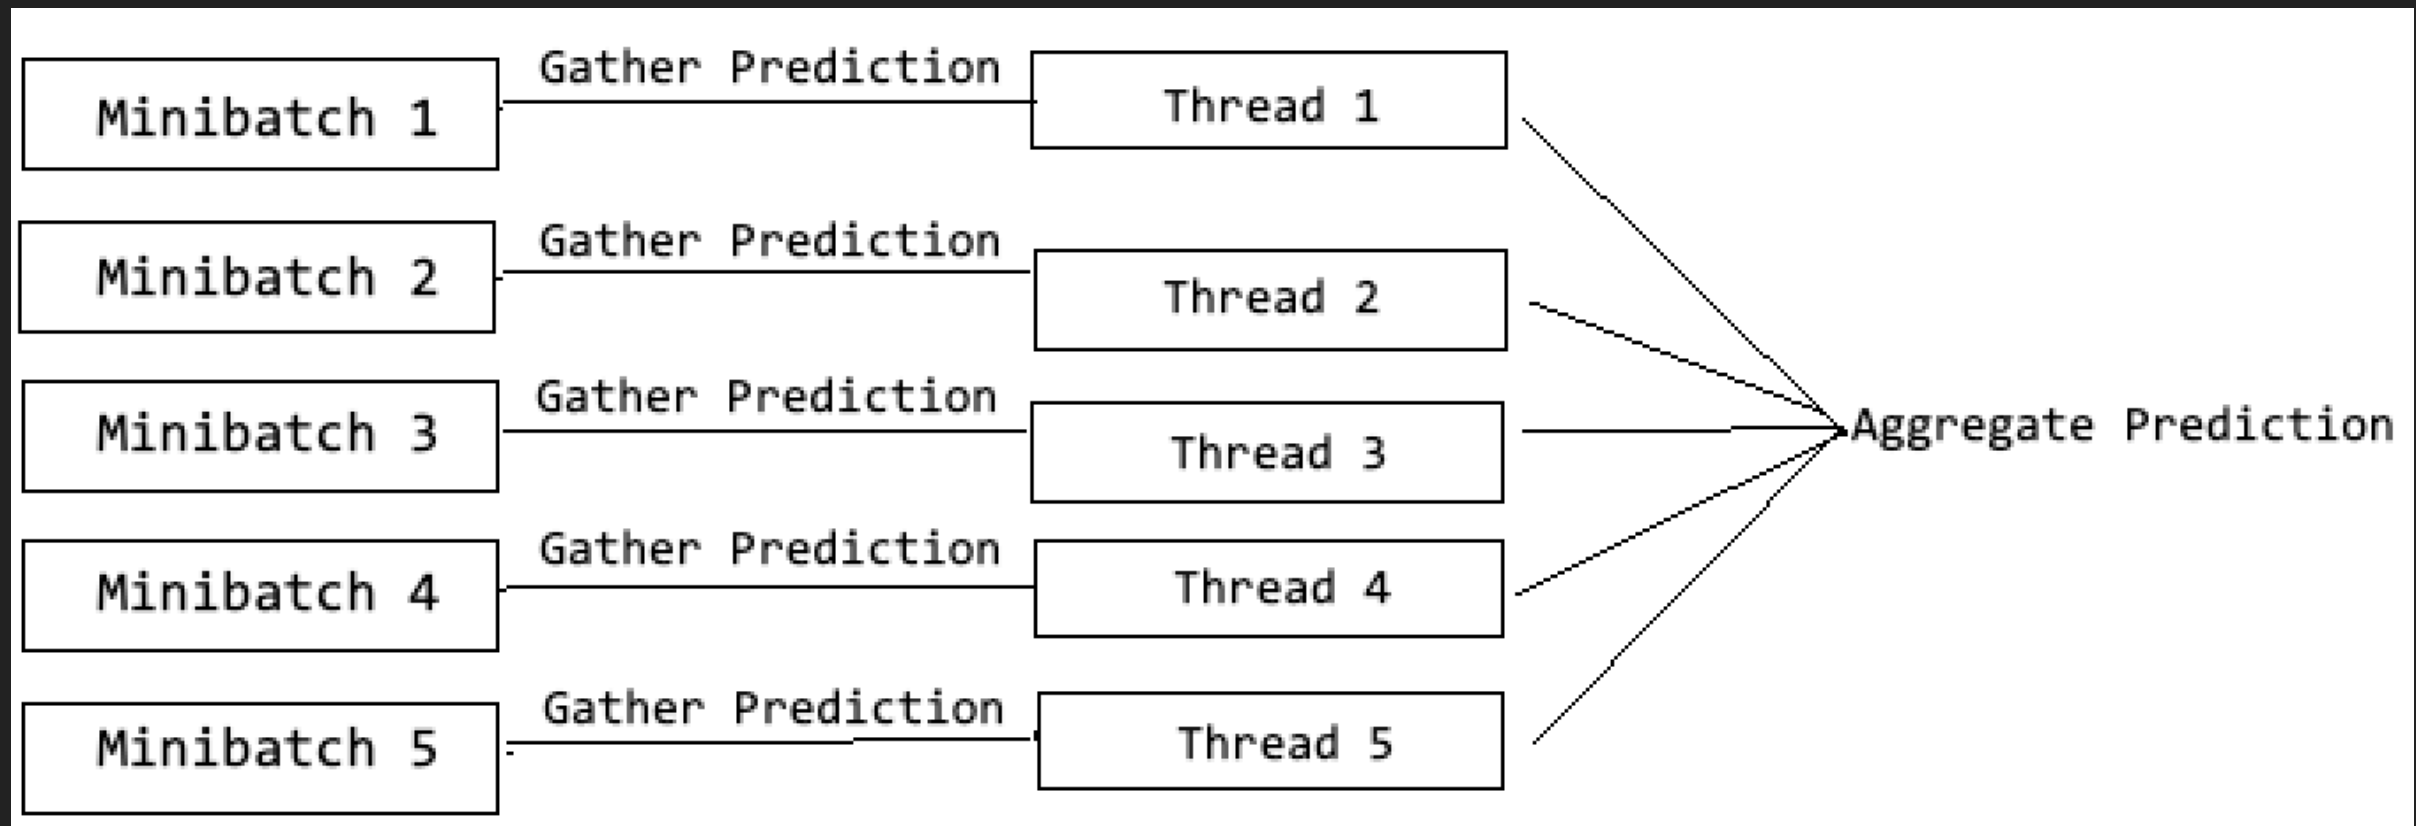 Minibatch 1
Gather Prediction
Thread 1
Minibatch 2
Gather Prediction
Thread 2
Minibatch 3
Gather Prediction
Thread 3
Aggregate Prediction
Minibatch 4
Gather Prediction
Thread 4
Minibatch 5
Gather Prediction
Thread 5